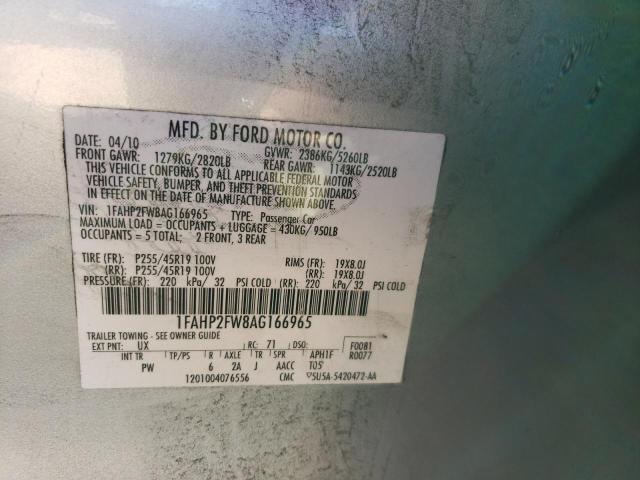 MFD. BY FORD MOTOR CO.
DATE: 04/10 GVWR: 2386KG/5260LB
FRONT GAWR: 1279KG/2820LB REAR GAWR: 1143KG/2520LB
THIS VEHICLE CONFORMS TO ALL APPLICABLE FEDERAL MOTOR
VEHICLE SAFETY, BUMPER, AND THEFT PREVENTION STANDARDS
IN EFFECT ON THE DATE OF MANUFACTURE SHOWN ABOVE.
VIN: 1FAHP2FW8AG166965 TYPE: Passenger Car
MAXIMUM LOAD = OCCUPANTS + LUGGAGE = 430KG/950LB
OCCUPANTS = 5 TOTAL: 2 FRONT, 3 REAR
TIRE (FR): P255/45R19 100V RIMS (FR): 19X8.0J
(RR): P255/45R19 100V (RR): 19X8.0J
PRESSURE (FR): 220 kPa/ 32 PSI COLD (RR): 220 kPa/ 32 PSI COLD
1FAHP2FW8AG166965
TRAILER TOWING - SEE OWNER GUIDE
EXT PNT: UX RC: 71 DSO: F0081
INT TR TP/PS R AXLE TR SPR APH1F R0077
PW 6 2A J AACC T05
1201004076556 CMC 5U5A-5420472-AA